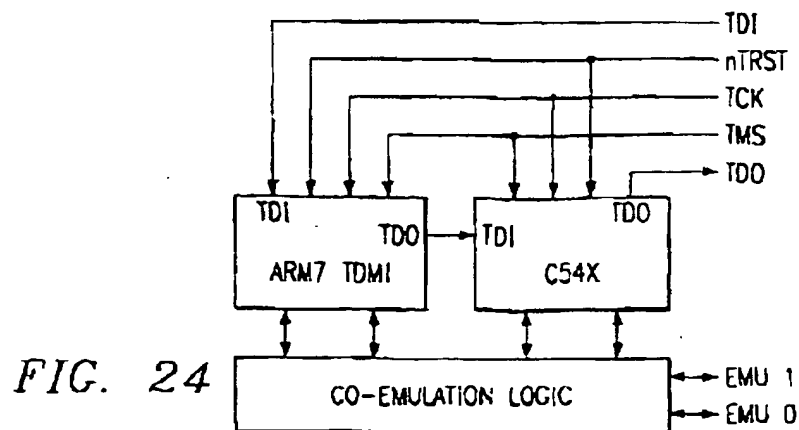 TDI
nTRST
TCK
TMS
TDO
TDI
TDO
TDI
TDO
ARM7 TDMI
C54X
FIG. 24
CO-EMULATION LOGIC
EMU 1
EMU 0